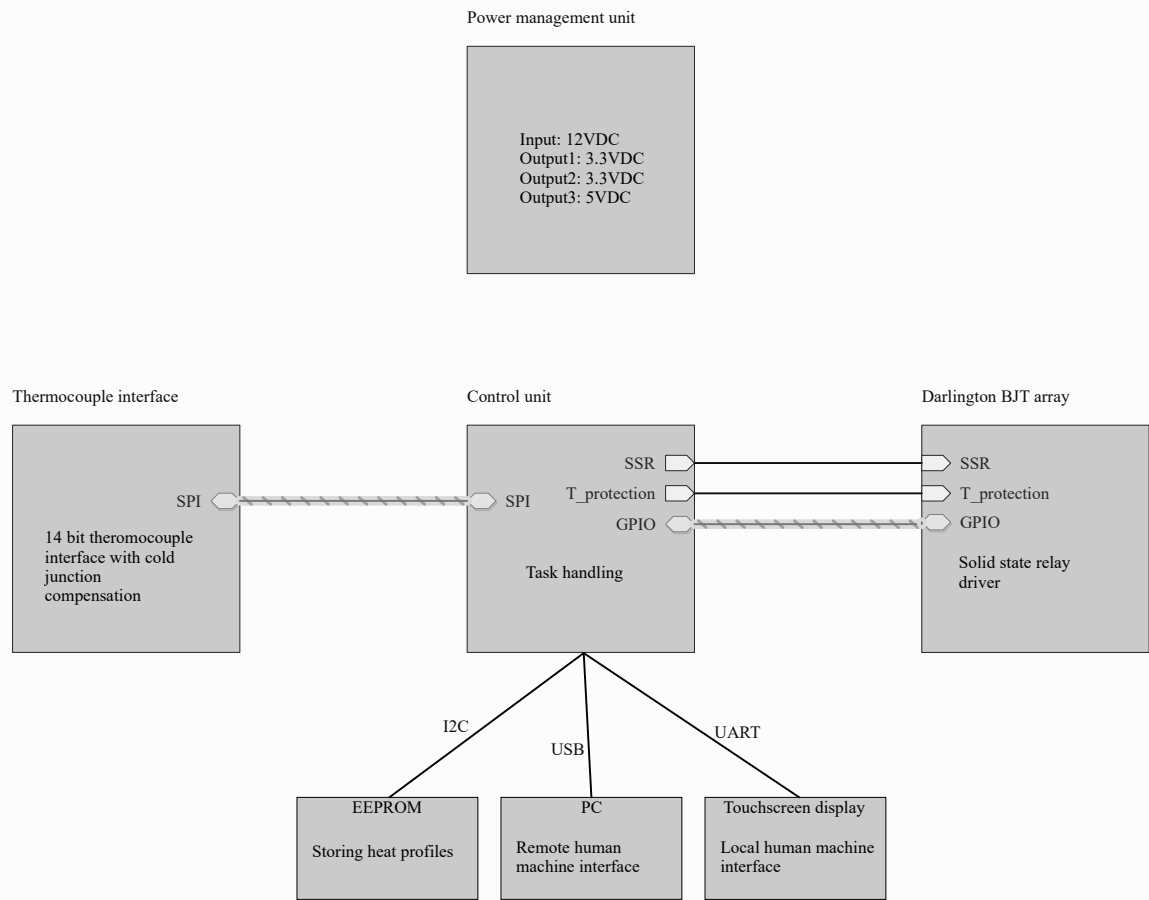 Power management unit
Input: 12VDC
Output1: 3.3VDC
Output2: 3.3VDC
Output3: 5VDC
Thermocouple interface
SPI
14 bit theromocouple
interface with cold
junction
compensation
Control unit
SSR
T_protection
GPIO
SPI
Task handling
Darlington BJT array
SSR
T_protection
GPIO
Solid state relay
driver
I2C
USB
UART
EEPROM
Storing heat profiles
PC
Remote human
machine interface
Touchscreen display
Local human machine
interface